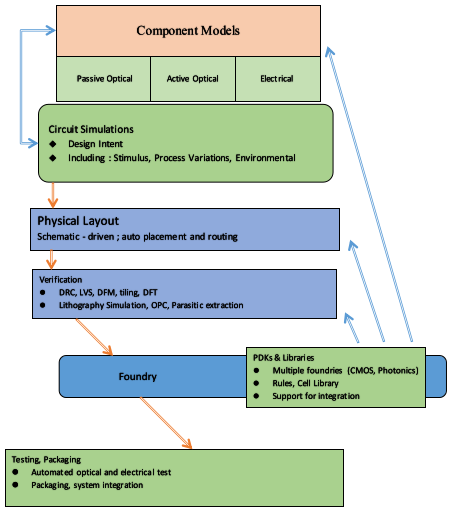 Component Models
Passive Optical
Active Optical
Electrical
Circuit Simulations
◆ Design Intent
◆ Including : Stimulus, Process Variations, Environmental
Physical Layout
Schematic - driven ; auto placement and routing
Verification
● DRC, LVS, DFM, tiling, DFT
● Lithography Simulation, OPC, Parasitic extraction
Foundry
PDKs & Libraries
● Multiple foundries (CMOS, Photonics)
● Rules, Cell Library
● Support for integration
Testing, Packaging
● Automated optical and electrical test
● Packaging, system integration